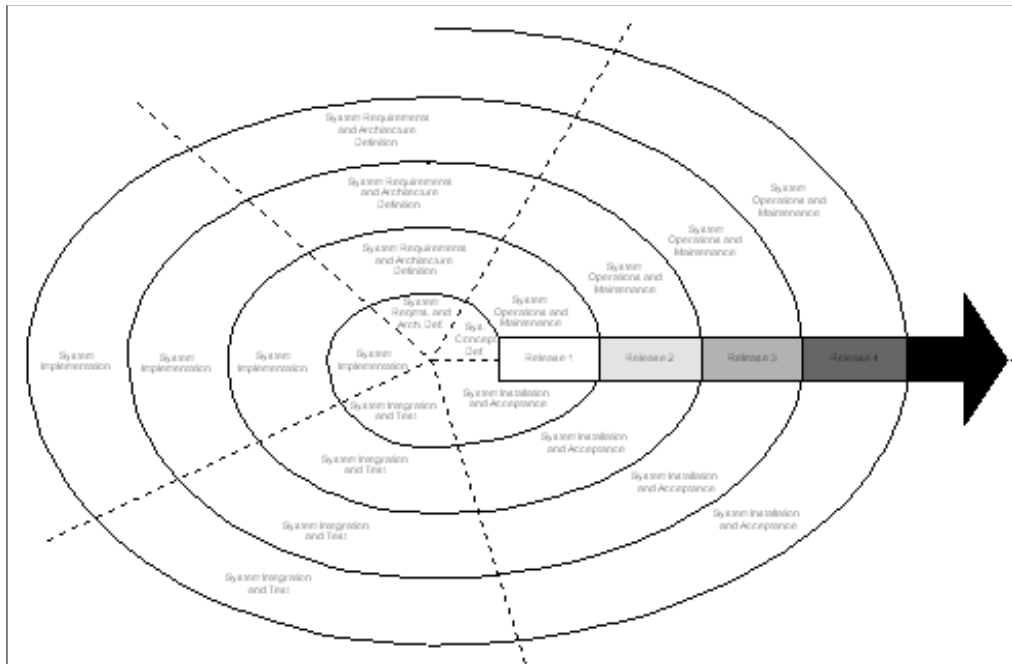 System Requirements
and Architecture
Definition
System Requirements
and Architecture
Definition
System
Operations and
Maintenance
System
Operations and
Maintenance
System Requirements
and Architecture
Definition
System
Operations and
Maintenance
System
Operations and
Maintenance
System
Reqmts. and
Arch. Def.
Sys.
Concept
Def.
System
Implementation
System
Implementation
System
Implementation
System
Implementation
Release 1
Release 2
Release 3
Release 4
System Integration
and Test
System Installation
and Acceptance
System Integration
and Test
System Installation
and Acceptance
System Integration
and Test
System Installation
and Acceptance
System Integration
and Test
System Installation
and Acceptance